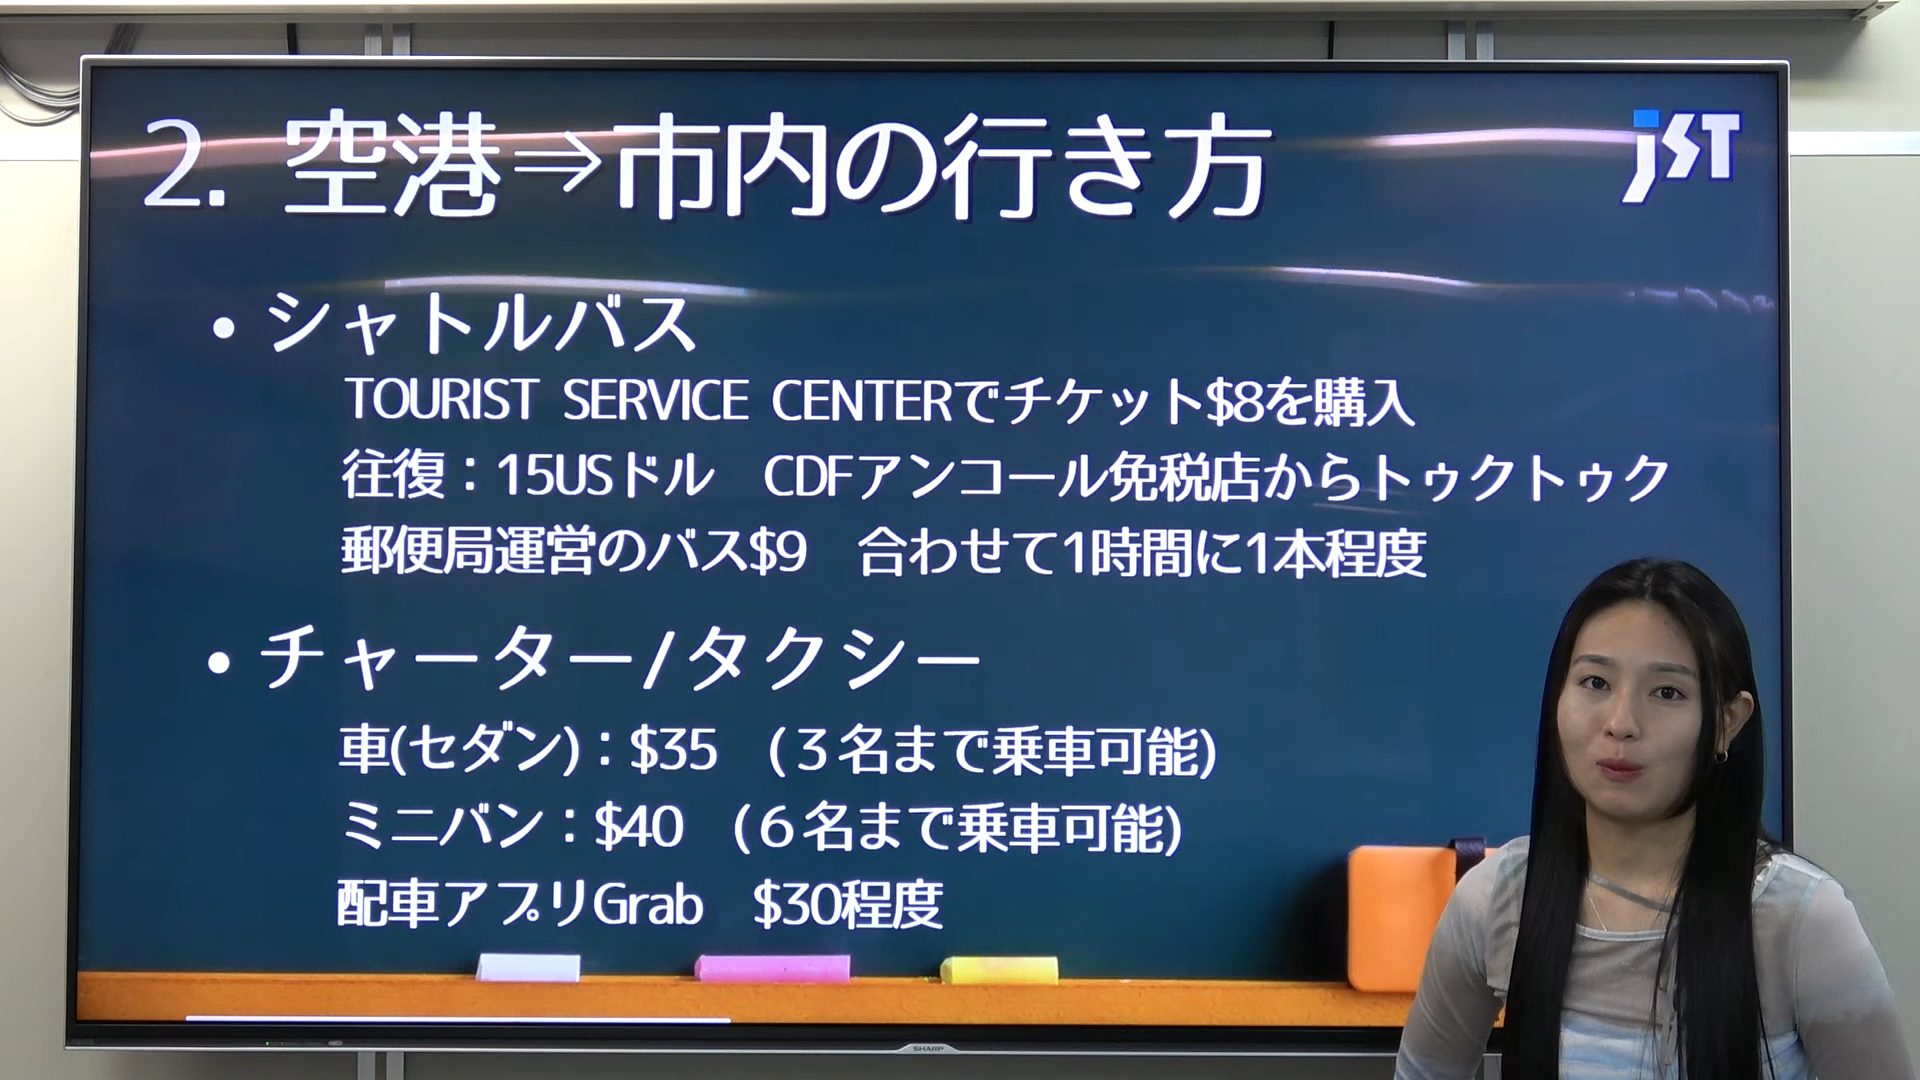 2. 空港⇒市内の行き方
jST
・シャトルバス
TOURIST SERVICE CENTERでチケット$8を購入
往復：15USドル　CDFアンコール免税店からトゥクトゥク
郵便局運営のバス$9　合わせて1時間に1本程度
・チャーター/タクシー
車(セダン)：$35　(３名まで乗車可能)
ミニバン：$40　(６名まで乗車可能)
配車アプリGrab　$30程度
SHARP